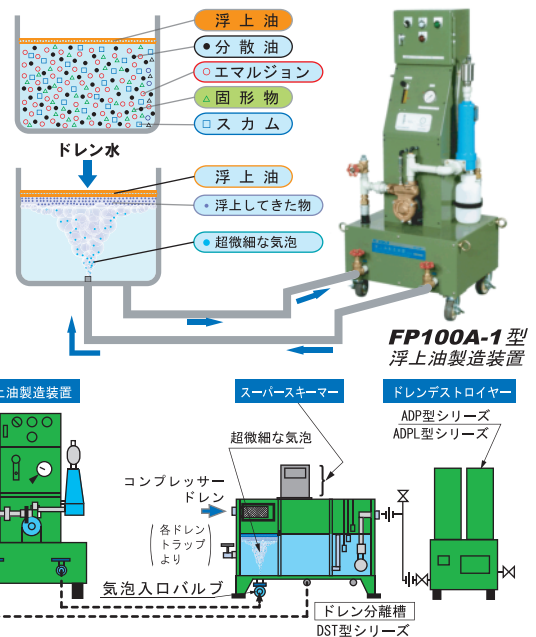 浮上油
分散油
エマルジョン
固形物
スカム
ドレン水
浮上油
浮上してきた物
超微細な気泡
FP100A-1型
浮上油製造装置
上油製造装置
スーパースキーマー
ドレンデストロイヤー
ADP型シリーズ
ADPL型シリーズ
超微細な気泡
コンプレッサー
ドレン
各ドレン
トラップ
より
気泡入口バルブ
ドレン分離槽
DST型シリーズ